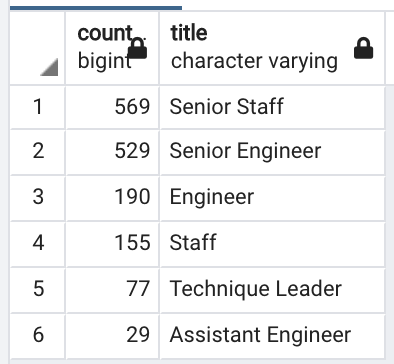 count title
bigint character varying
1 569 Senior Staff
2 529 Senior Engineer
3 190 Engineer
4 155 Staff
5 77 Technique Leader
6 29 Assistant Engineer